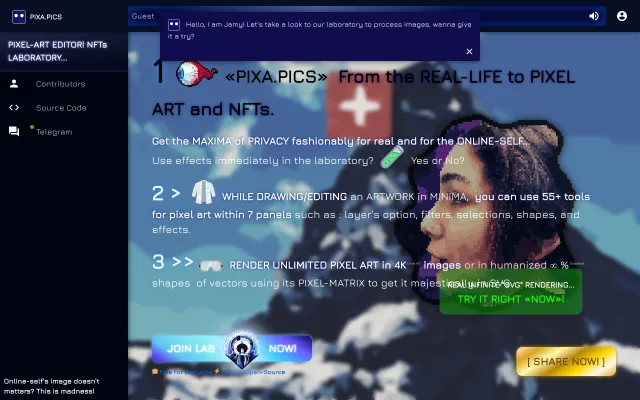 PIXA.PICS
Guest
Hello, I am Jamy! Let's take a look to our laboratory to process images, wanna give
it a try?
PIXEL-ART EDITOR! NFTs
LABORATORY...
Contributors
Source Code
Telegram
Online-self's image doesn't
matters? This is madness!
1 «PIXA.PICS» From the REAL-LIFE to PIXEL
ART and NFTs.
Get the MAXIMA of PRIVACY fashionably for real and for the ONLINE-SELF...
Use effects immediately in the laboratory? Yes or No?
2 > WHILE DRAWING/EDITING an ARTWORK in MINIMA, you can use 55+ tools
for pixel art within 7 panels such as : layer's option, filters, selections, shapes, and
effects.
3 >> RENDER UNLIMITED PIXEL ART in 4K images or in humanized ∞ %
shapes of vectors using its PIXEL-MATRIX to get it majestically in SVG.
REAL INFINITE "SVG" RENDERING...
TRY IT RIGHT «NOW»!
JOIN LAB NOW!
Open-Source
[ SHARE NOW! ]